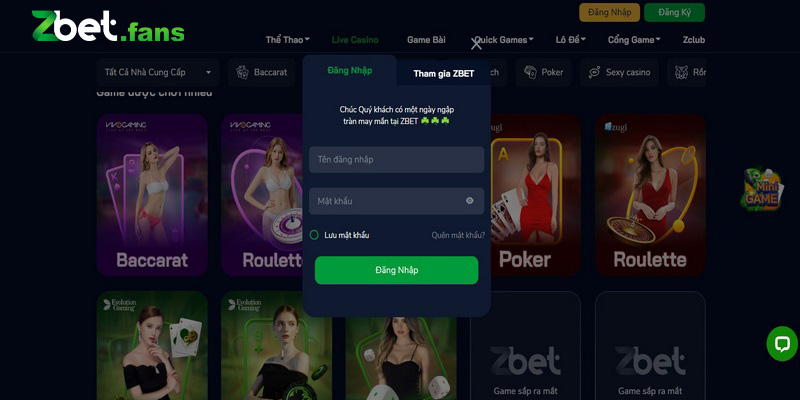 Zbet.fans
Đăng Nhập
Đăng Ký
Thể Thao
Live Casino
Game Bài
Quick Games
Lô Đề
Cổng Game
Zclub
Tất Cả Nhà Cung Cấp
Baccarat
Poker
Sexy casino
Game được chơi nhiều
Đăng Nhập
Tham gia ZBET
Chúc Quý khách có một ngày ngập
tràn may mắn tại ZBET ☘️☘️☘️
Tên đăng nhập
Mật khẩu
Lưu mật khẩu
Quên mật khẩu?
Đăng Nhập
VIVOGAMING
Baccarat
VIVOGAMING
Roulette
Poker
Ezugi
Roulette
Mini
GAME
Evolution
Gaming
Evolution
Gaming
Zbet
Game sắp ra mắt
Zbet
Game sắp ra mắt